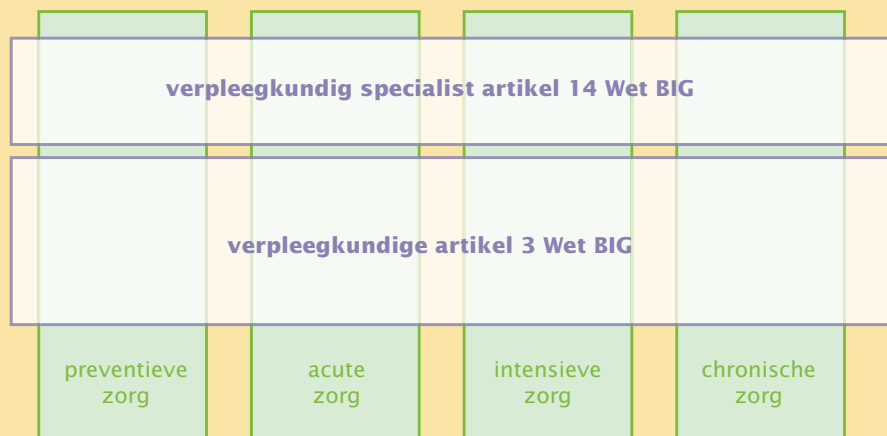 verpleegkundig specialist artikel 14 Wet BIG
verpleegkundige artikel 3 Wet BIG
preventieve
zorg
acute
zorg
intensieve
zorg
chronische
zorg